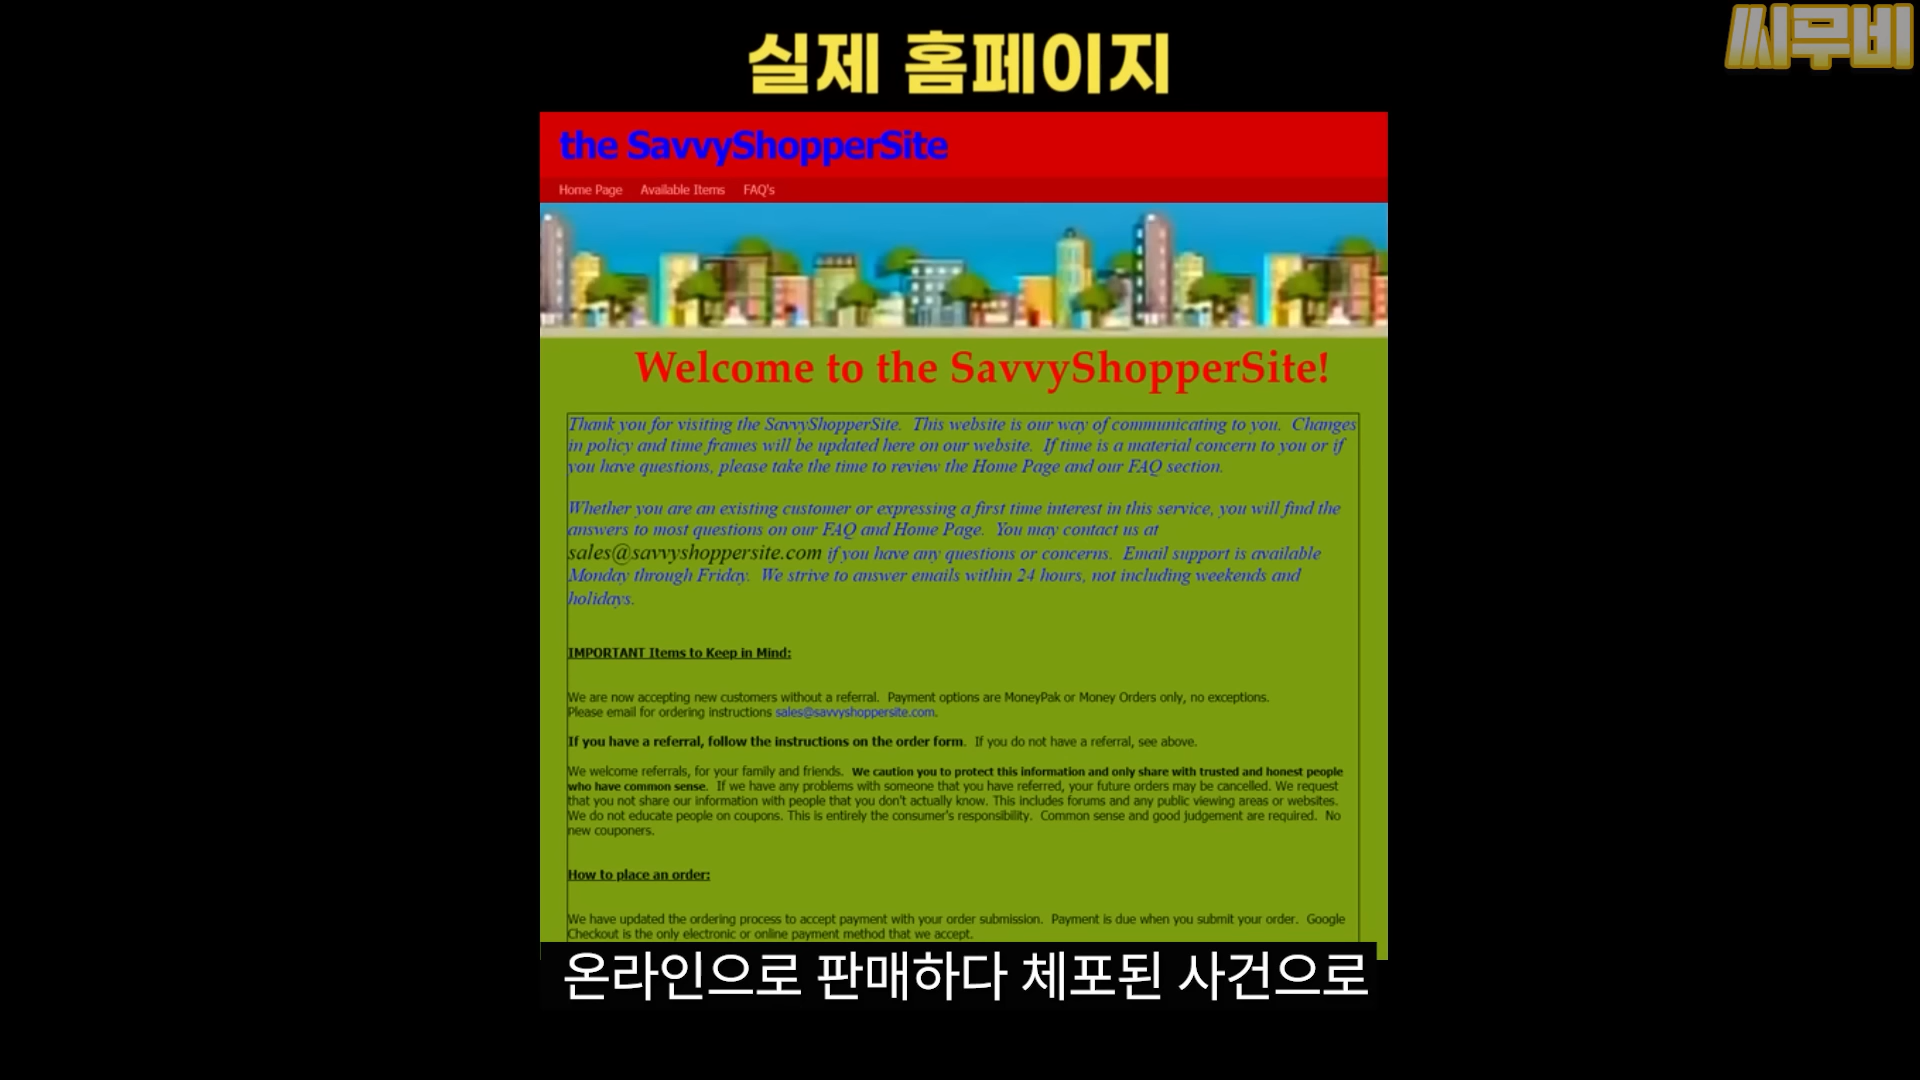 실제 홈페이지
씨무비
the SavvyShopperSite
Home Page Available Items FAQ's
Welcome to the SavvyShopperSite!
Thank you for visiting the SavvyShopperSite. This website is our way of communicating to you. Changes
in policy and time frames will be updated here on our website. If time is a material concern to you or if
you have questions, please take the time to review the Home Page and our FAQ section.
Whether you are an existing customer or expressing a first time interest in this service, you will find the
answers to most questions on our FAQ and Home Page. You may contact us at
sales@savvyshoppersite.com if you have any questions or concerns. Email support is available
Monday through Friday. We strive to answer emails within 24 hours, not including weekends and
holidays.
IMPORTANT Items to Keep in Mind:
We are now accepting new customers without a referral. Payment options are MoneyPak or Money Orders only, no exceptions.
Please email for ordering instructions sales@savvyshoppersite.com.
If you have a referral, follow the instructions on the order form. If you do not have a referral, see above.
We welcome referrals, for your family and friends. We caution you to protect this information and only share with trusted and honest people
who have common sense. If we have any problems with someone that you have referred, your future orders may be cancelled. We request
that you not share our information with people that you don't actually know. This includes forums and any public viewing areas or websites.
We do not educate people on coupons. This is entirely the consumer's responsibility. Common sense and good judgement are required. No
new couponers.
How to place an order:
We have updated the ordering process to accept payment with your order submission. Payment is due when you submit your order. Google
Checkout is the only electronic or online payment method that we accept.
온라인으로 판매하다 체포된 사건으로